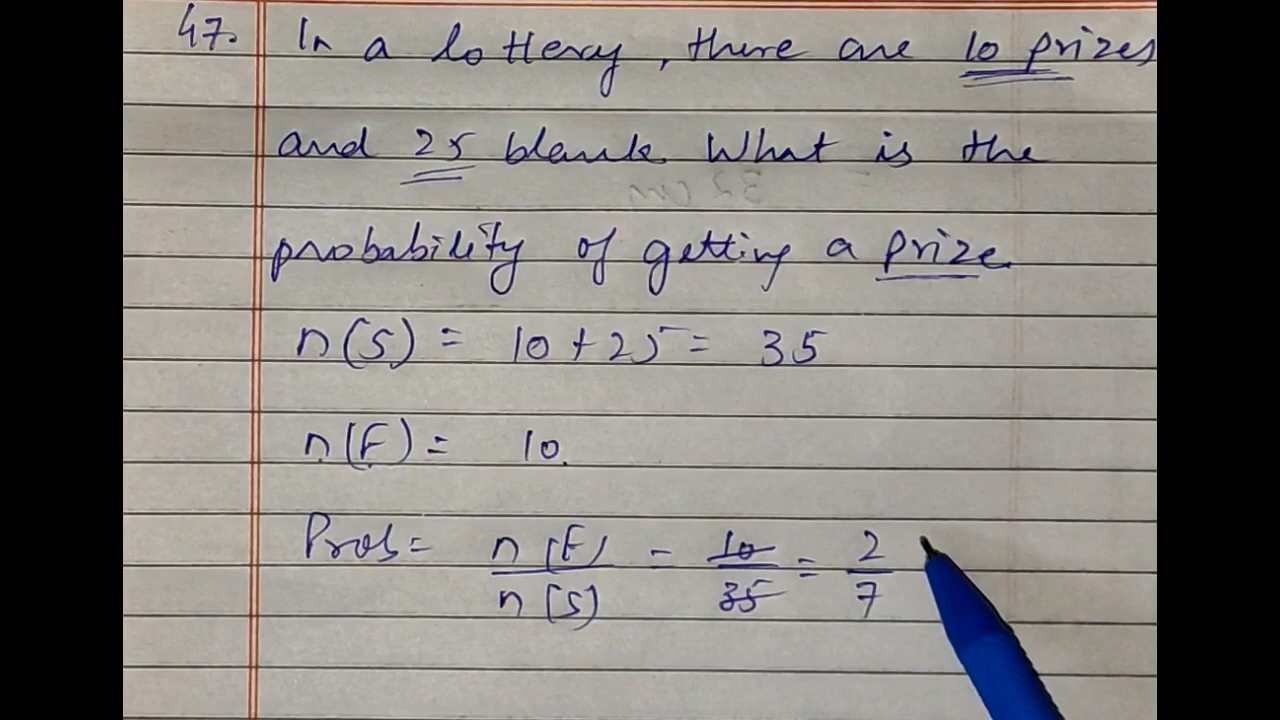 47. In a lottery, there are 10 prizes
and 25 blank. What is the
probability of getting a prize
n(S) = 10+25 = 35
n(F) = 10.
Prob = n(F)/n(S) = 10/35 = 2/7